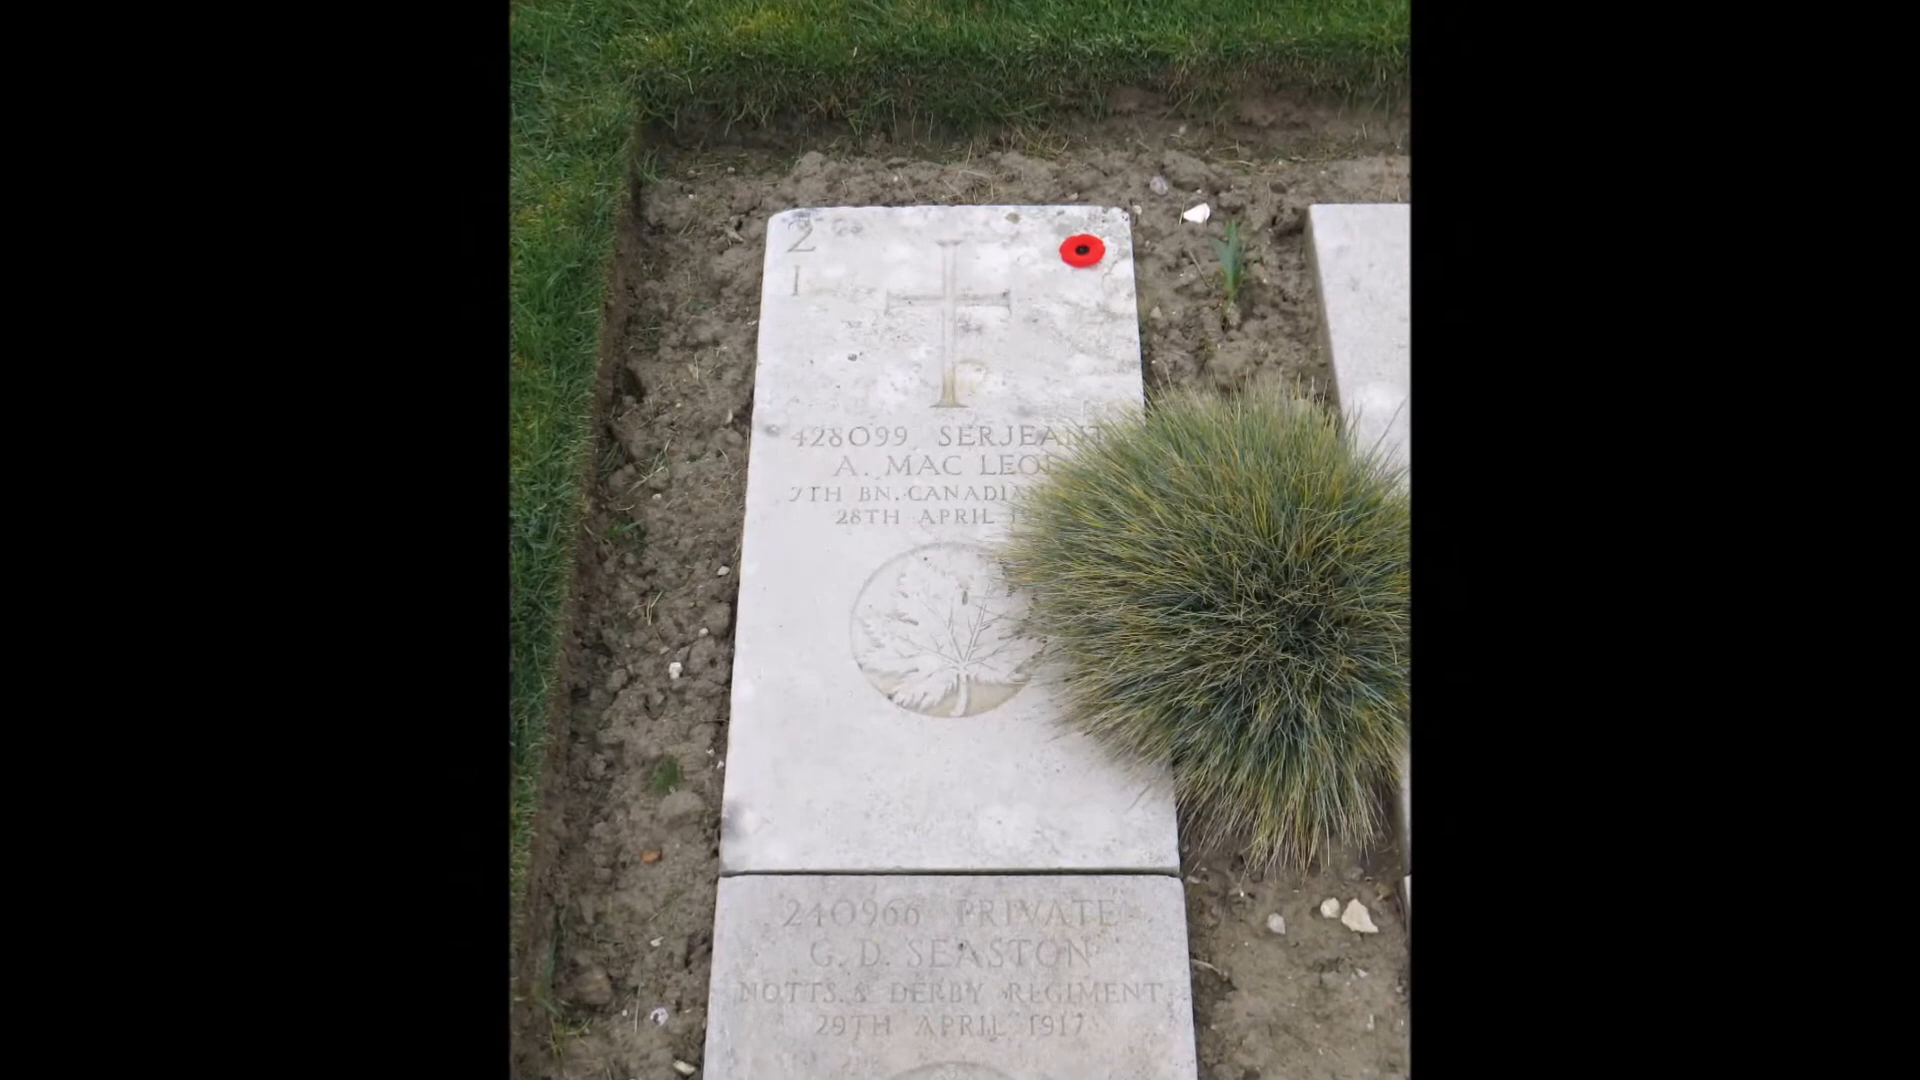 2
1
428099 SERJEANT
A. MAC LEOD
7TH BN. CANADIAN
28TH APRIL
240966 PRIVATE
G. D. SEASTON
NOTTS. & DERBY REGIMENT
29TH APRIL 1917